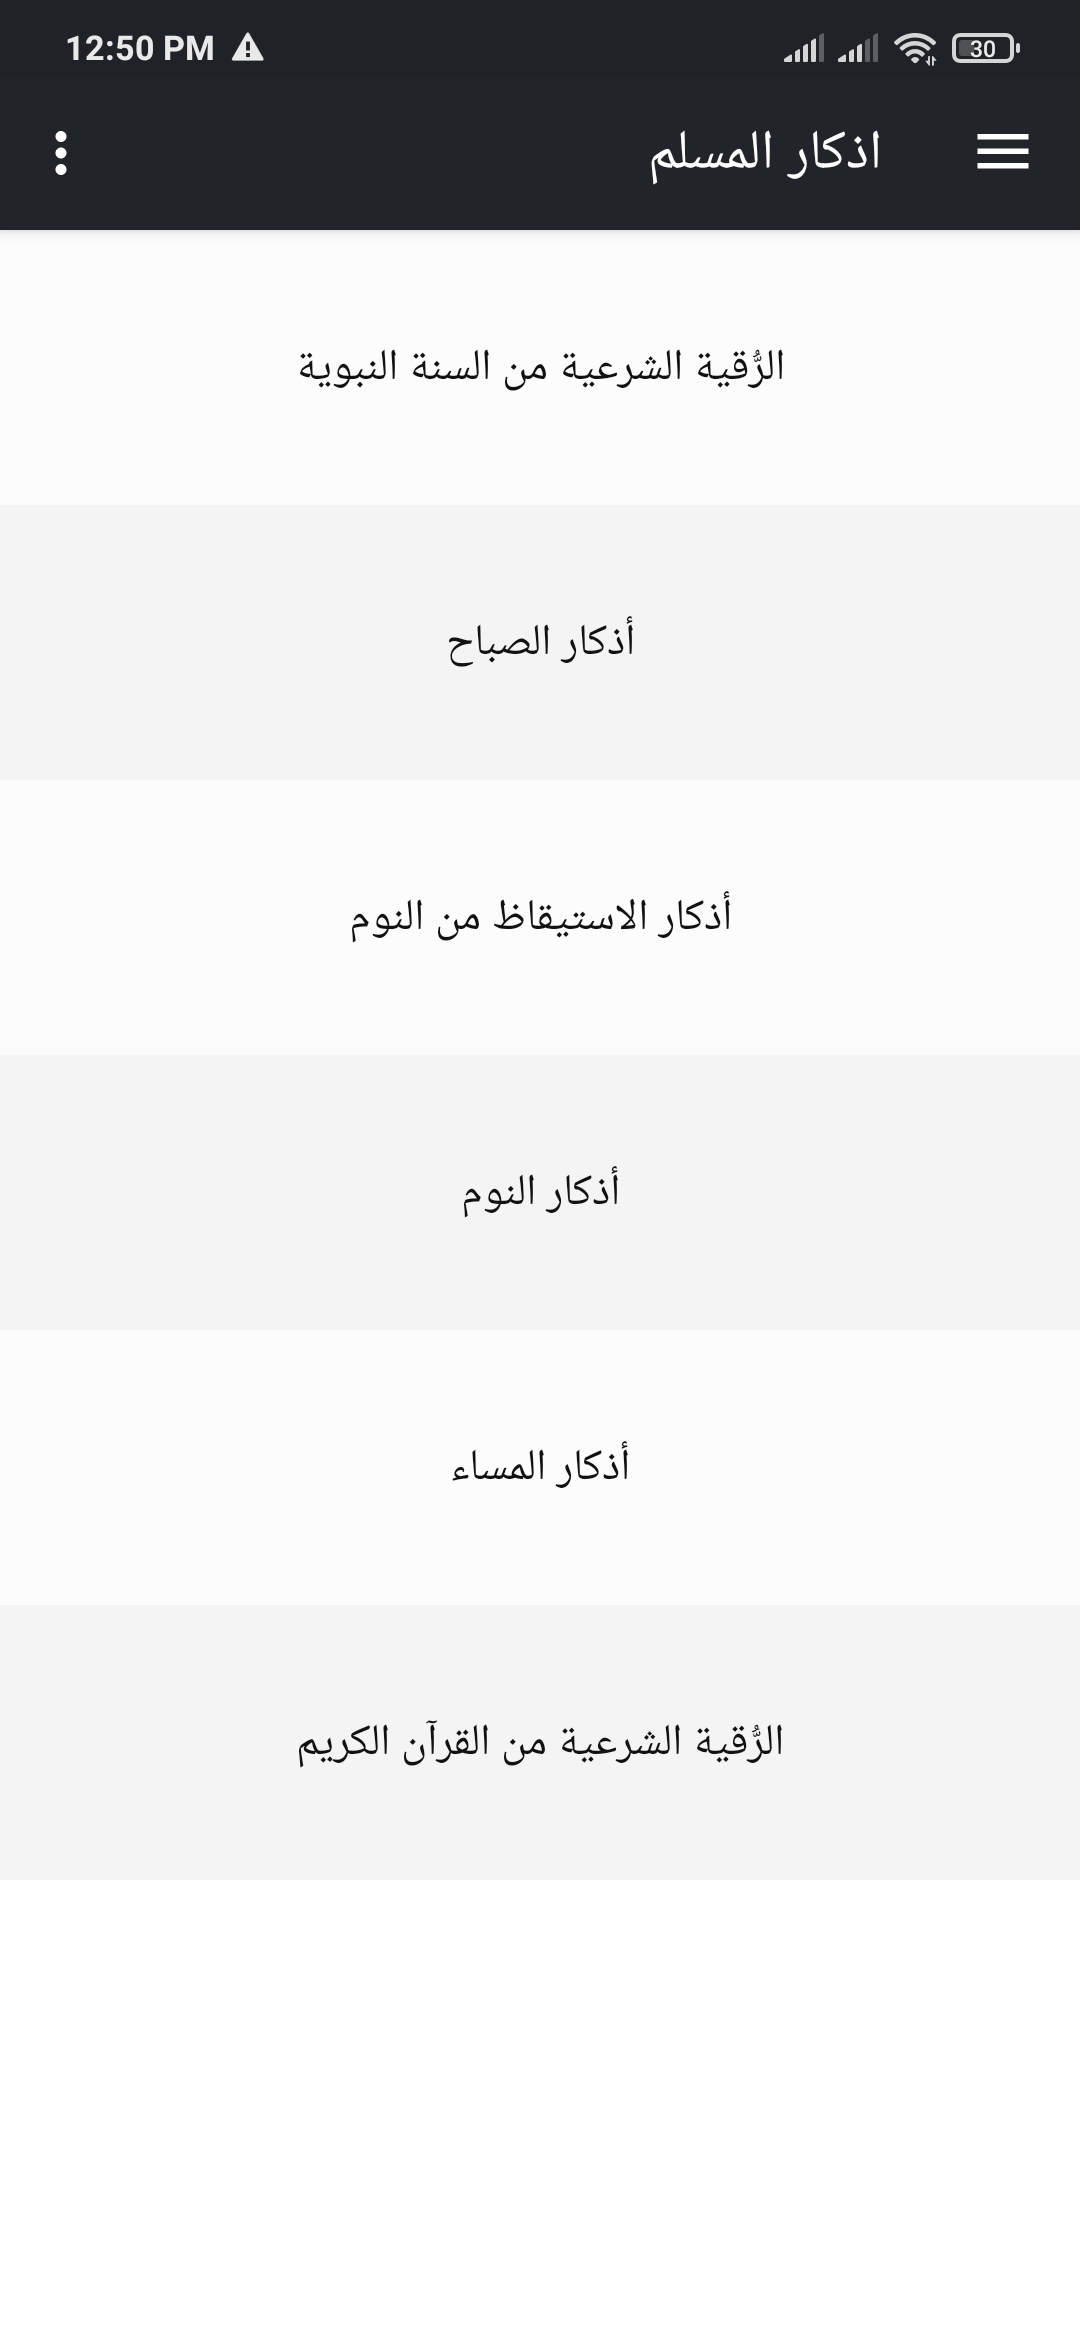 12:50 PM
30
اذكار المسلم
الرُّقية الشرعية من السنة النبوية
أذكار الصباح
أذكار الاستيقاظ من النوم
أذكار النوم
أذكار المساء
الرُّقية الشرعية من القرآن الكريم